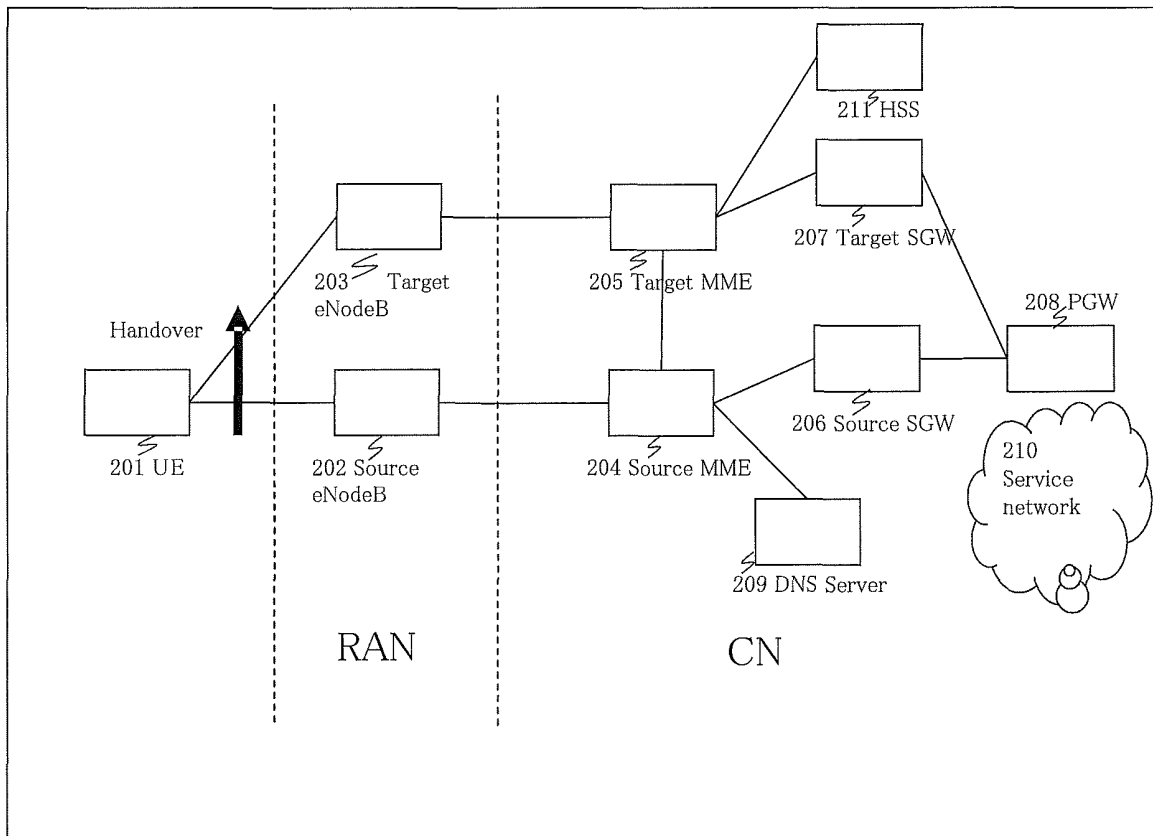 211 HSS
207 Target SGW
203 Target
eNodeB
205 Target MME
208 PGW
Handover
206 Source SGW
201 UE
202 Source
eNodeB
204 Source MME
210
Service
network
209 DNS Server
RAN
CN